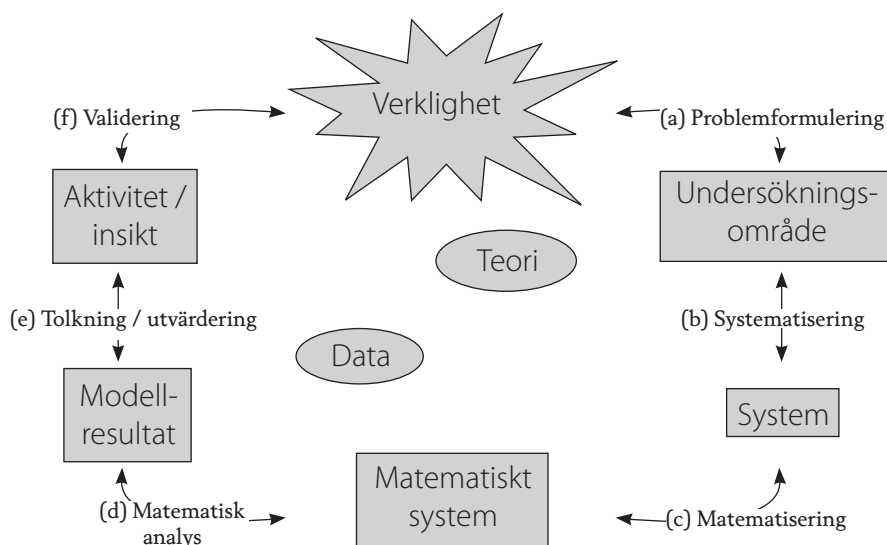 Verklighet
(f) Validering
(a) Problemformulering
Aktivitet /
insikt
Undersöknings-
område
Teori
(e) Tolkning / utvärdering
(b) Systematisering
Data
Modell-
resultat
System
Matematiskt
system
(d) Matematisk
analys
(c) Matematisering